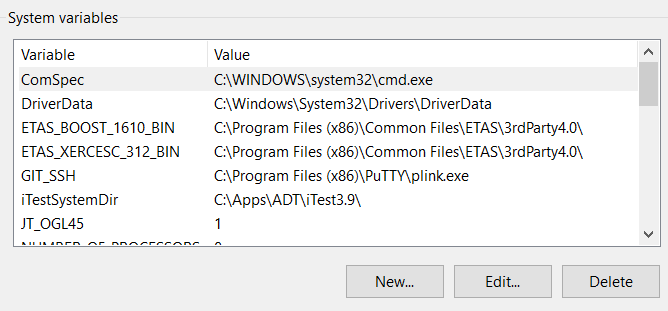 System variables
Variable Value
ComSpec C:\WINDOWS\system32\cmd.exe
DriverData C:\Windows\System32\Drivers\DriverData
ETAS_BOOST_1610_BIN C:\Program Files (x86)\Common Files\ETAS\3rdParty4.0\
ETAS_XERCESC_312_BIN C:\Program Files (x86)\Common Files\ETAS\3rdParty4.0\
GIT_SSH C:\Program Files (x86)\PuTTY\plink.exe
iTestSystemDir C:\Apps\ADT\iTest3.9\
JT_OGL45 1
NUMBER_OF_PROCESSORS
New... Edit... Delete